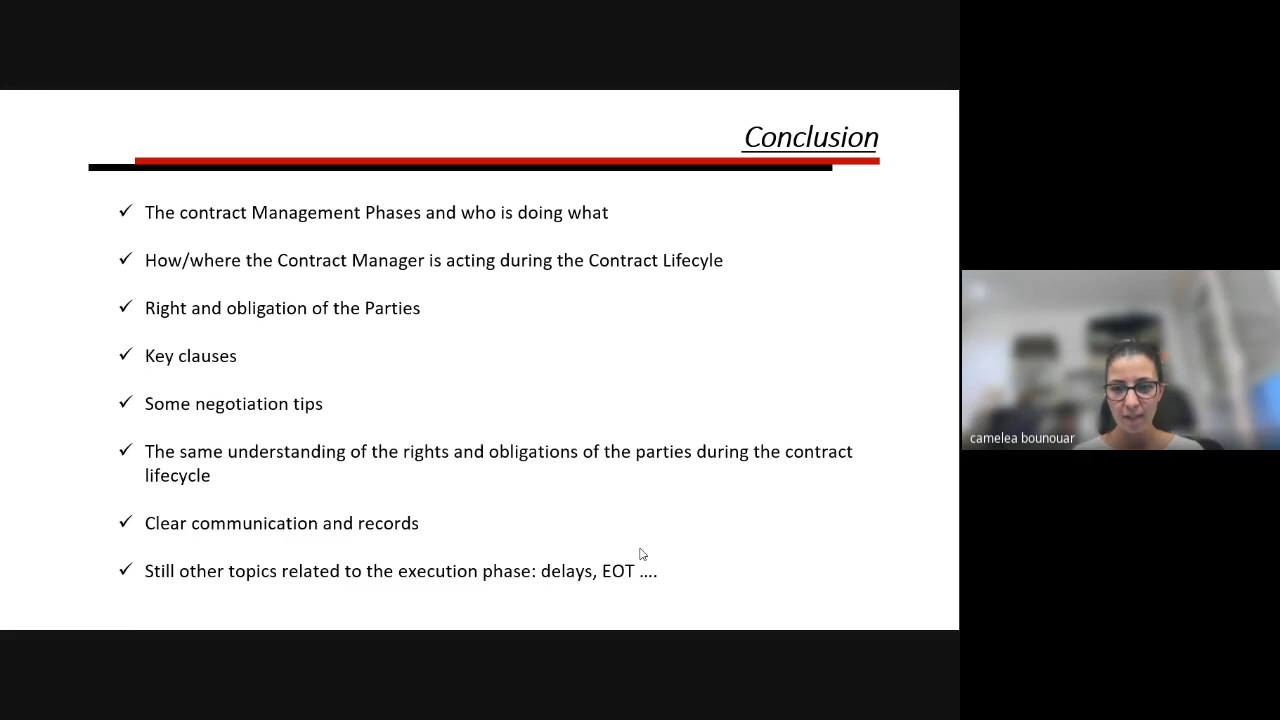 Conclusion
✓ The contract Management Phases and who is doing what
✓ How/where the Contract Manager is acting during the Contract Lifecyle
✓ Right and obligation of the Parties
✓ Key clauses
✓ Some negotiation tips
✓ The same understanding of the rights and obligations of the parties during the contract
lifecycle
✓ Clear communication and records
✓ Still other topics related to the execution phase: delays, EOT ....
camelea bounouar